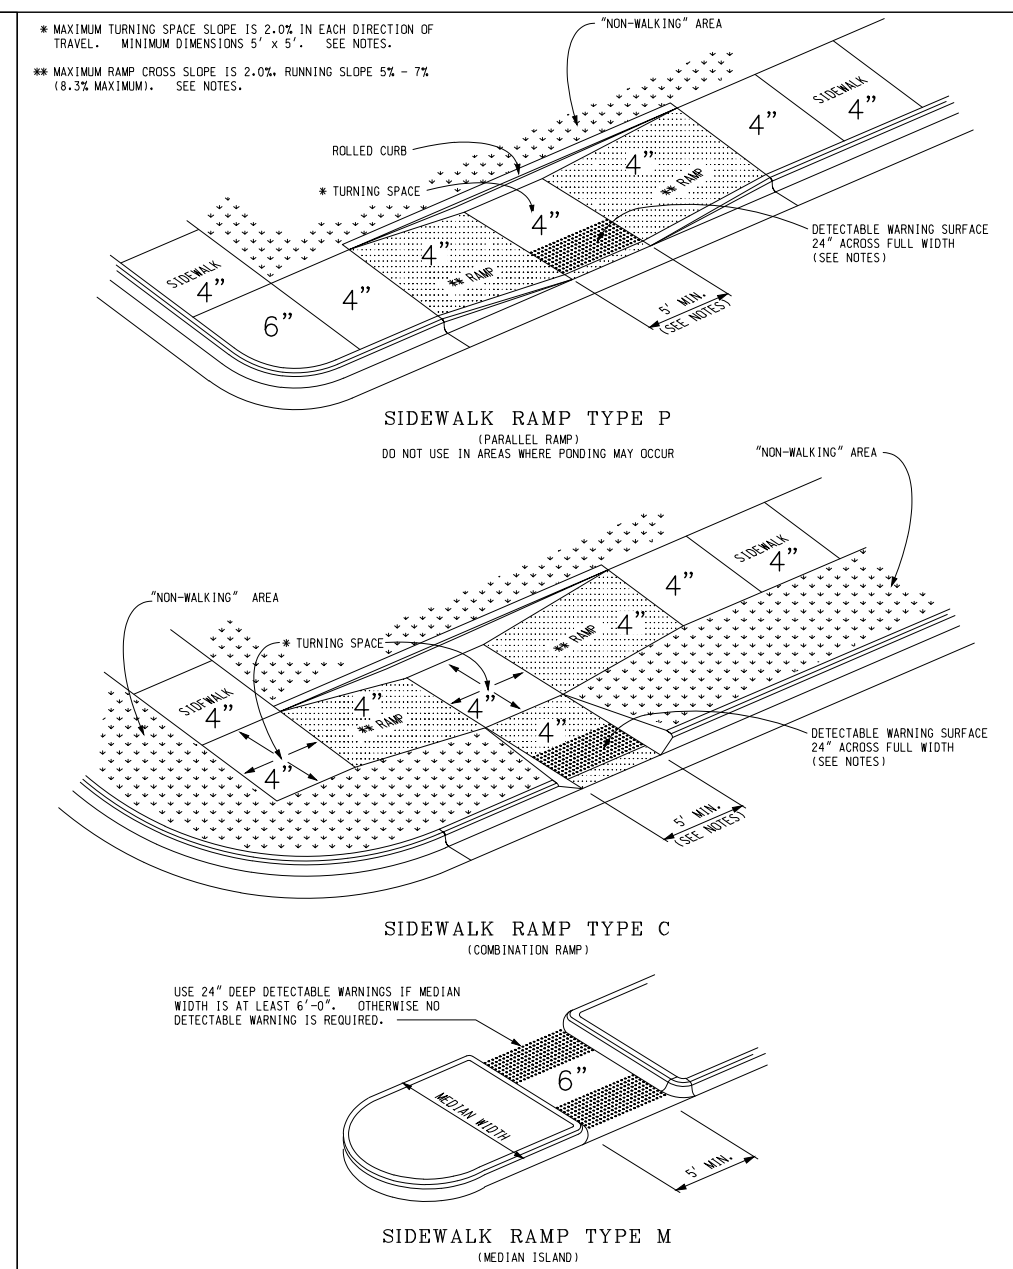 * MAXIMUM TURNING SPACE SLOPE IS 2.0% IN EACH DIRECTION OF
TRAVEL. MINIMUM DIMENSIONS 5' x 5'. SEE NOTES.
** MAXIMUM RAMP CROSS SLOPE IS 2.0%. RUNNING SLOPE 5% - 7%
(8.3% MAXIMUM). SEE NOTES.
"NON-WALKING" AREA
SIDEWALK
4"
4"
ROLLED CURB
4"
** RAMP
* TURNING SPACE
4"
DETECTABLE WARNING SURFACE
24" ACROSS FULL WIDTH
(SEE NOTES)
4"
** RAMP
SIDEWALK
4"
4"
6"
5' MIN.
(SEE NOTES)
SIDEWALK RAMP TYPE P
(PARALLEL RAMP)
DO NOT USE IN AREAS WHERE PONDING MAY OCCUR
"NON-WALKING" AREA
SIDEWALK
4"
4"
"NON-WALKING" AREA
4"
** RAMP
* TURNING SPACE
4"
** RAMP
4"
SIDEWALK
4"
4"
4"
DETECTABLE WARNING SURFACE
24" ACROSS FULL WIDTH
(SEE NOTES)
5' MIN.
(SEE NOTES)
SIDEWALK RAMP TYPE C
(COMBINATION RAMP)
USE 24" DEEP DETECTABLE WARNINGS IF MEDIAN
WIDTH IS AT LEAST 6'-0". OTHERWISE NO
DETECTABLE WARNING IS REQUIRED.
6"
MEDIAN WIDTH
5' MIN.
SIDEWALK RAMP TYPE M
(MEDIAN ISLAND)